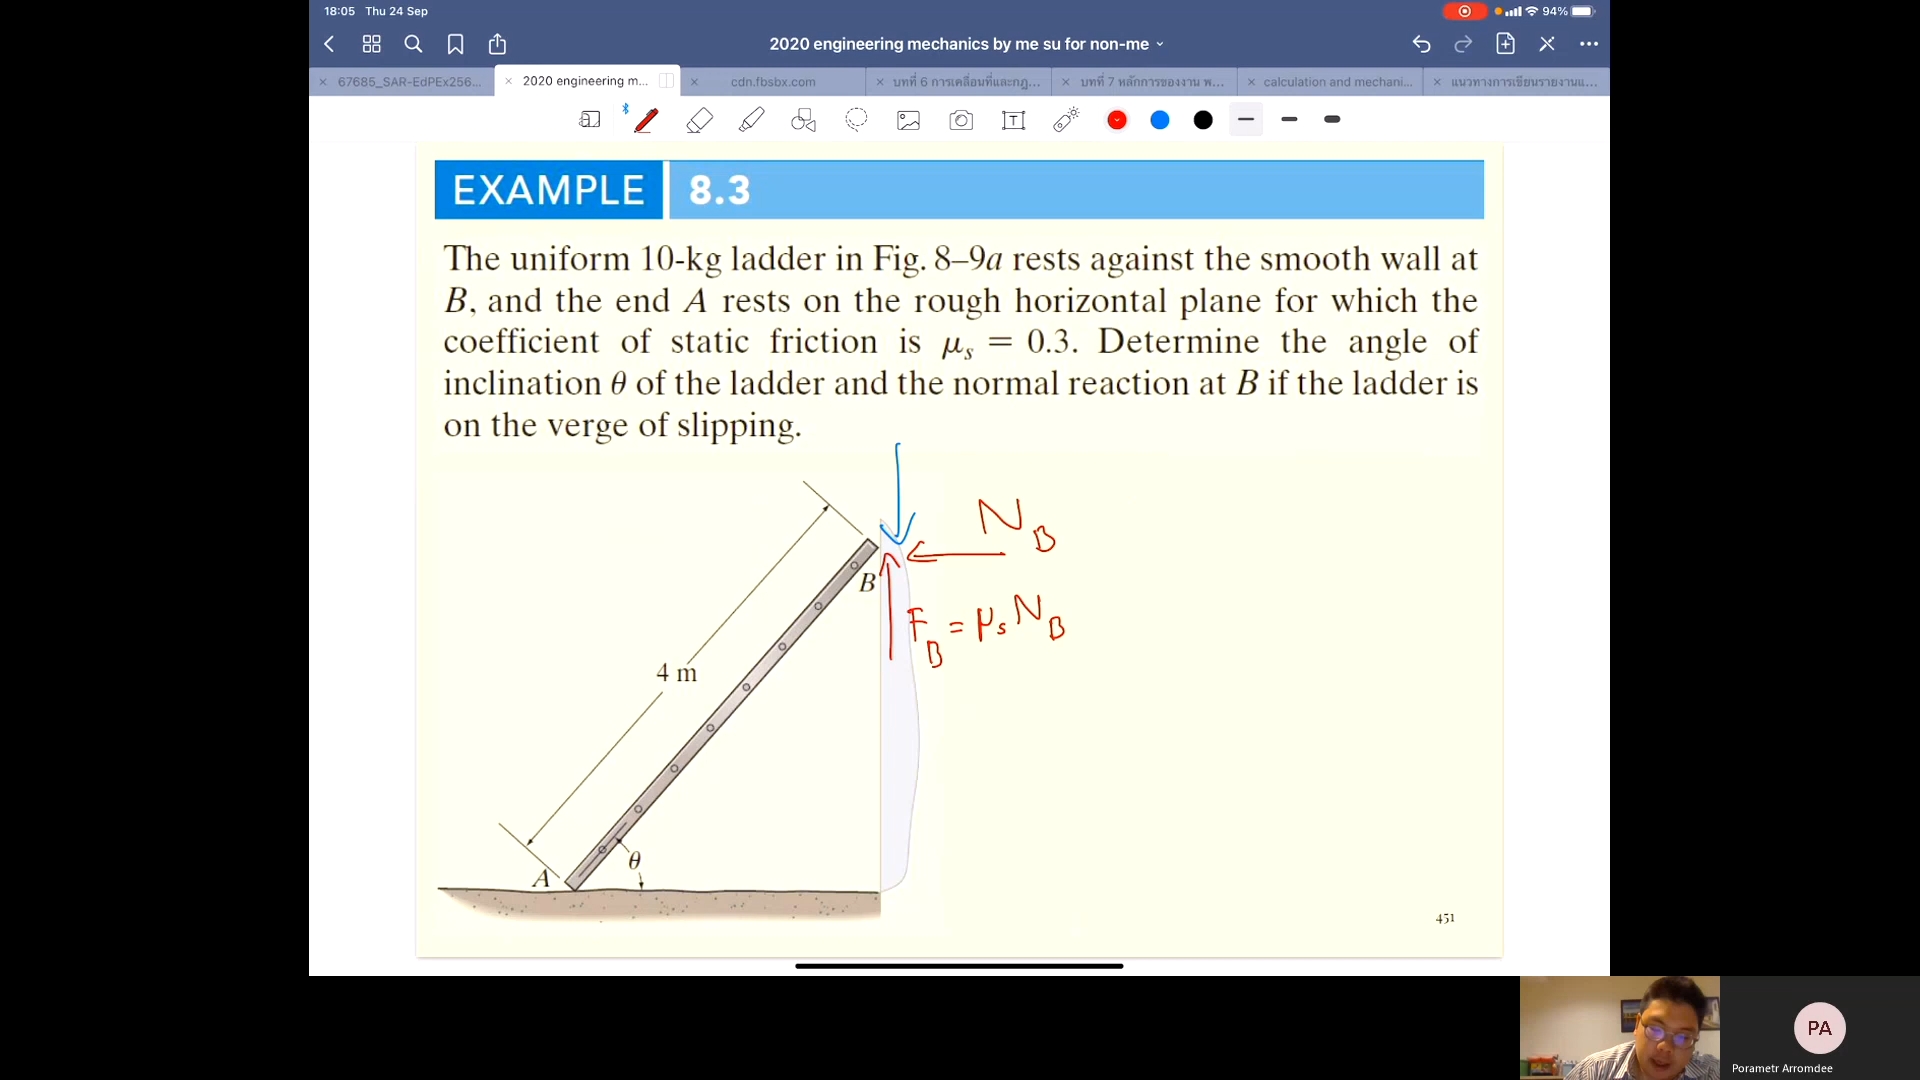 18:05 Thu 24 Sep
94%
2020 engineering mechanics by me su for non-me
67685_SAR-EdPEx256...
2020 engineering m...
cdn.fbsbx.com
บทที่ 6 การเคลื่อนที่และกฎ...
บทที่ 7 หลักการของงาน พ...
calculation and mechani...
แนวทางการเขียนรายงานแ...
T
EXAMPLE 8.3
The uniform 10-kg ladder in Fig. 8–9a rests against the smooth wall at
B, and the end A rests on the rough horizontal plane for which the
coefficient of static friction is μs = 0.3. Determine the angle of
inclination θ of the ladder and the normal reaction at B if the ladder is
on the verge of slipping.
N_B
B
F_B = μs N_B
4 m
θ
A
451
PA
Parametr Arromdee